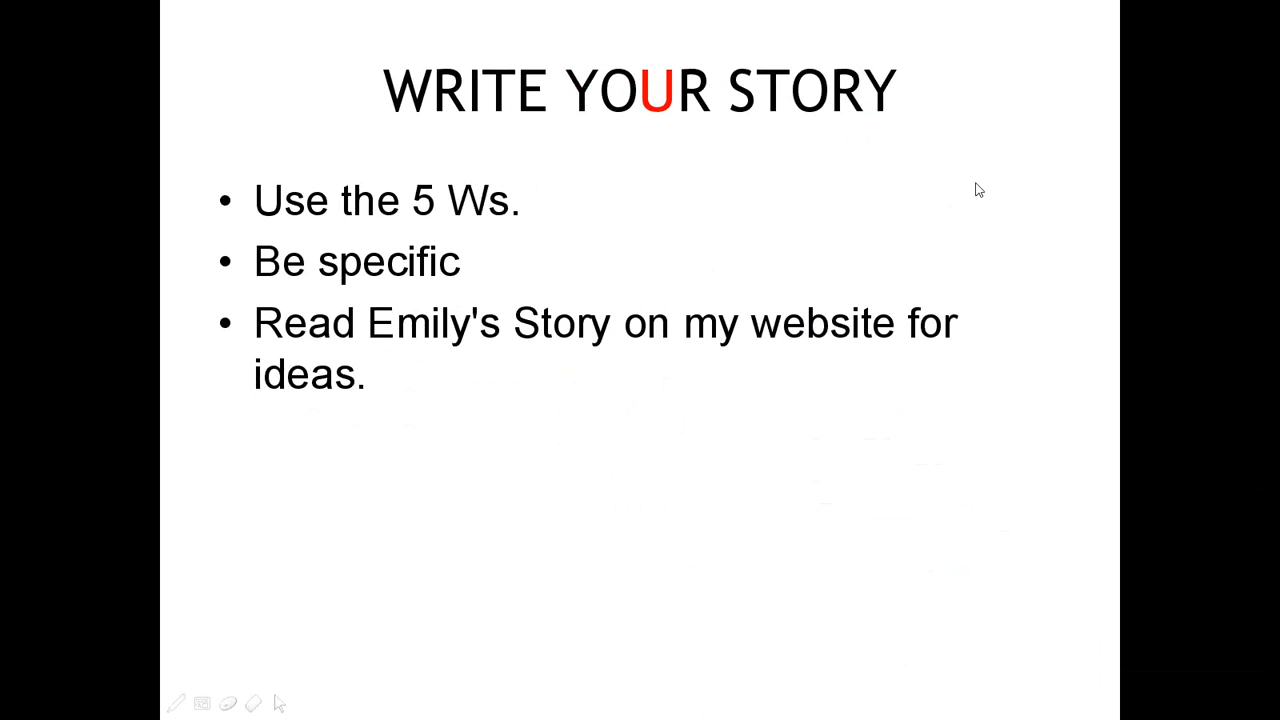 WRITE YOUR STORY
• Use the 5 Ws.
• Be specific
• Read Emily's Story on my website for
ideas.